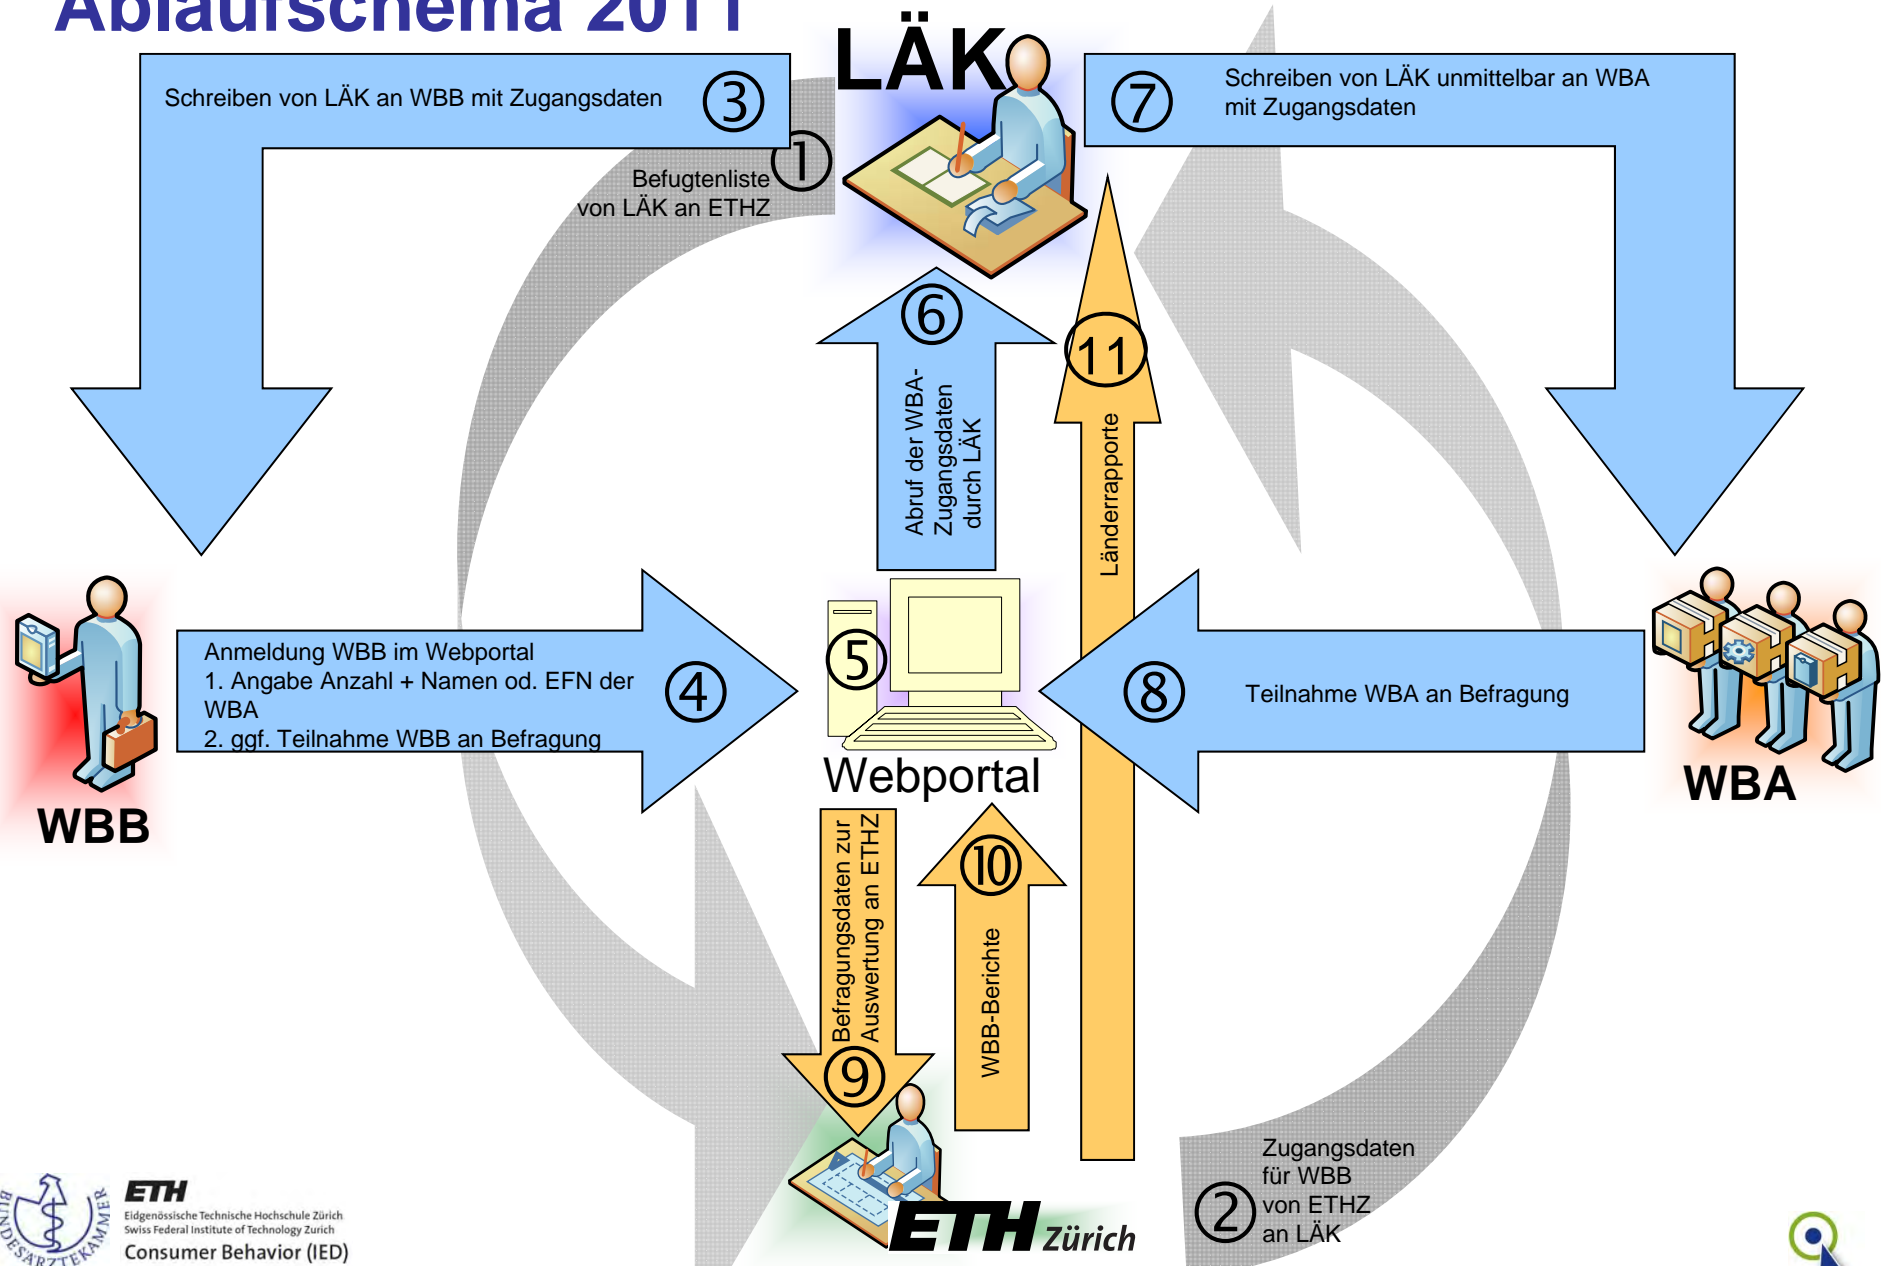 Ablaufschema 2011
LÄK
Schreiben von LÄK an WBB mit Zugangsdaten
3
7
Schreiben von LÄK unmittelbar an WBA
mit Zugangsdaten
1
Befugtenliste
von LÄK an ETHZ
6
Abruf der WBA-
Zugangsdaten
durch LÄK
11
Länderrapporte
Anmeldung WBB im Webportal
1. Angabe Anzahl + Namen od. EFN der
WBA
2. ggf. Teilnahme WBB an Befragung
4
5
8
Teilnahme WBA an Befragung
Webportal
WBB
WBA
Befragungsdaten zur
Auswertung an ETHZ
9
10
WBB-Berichte
2
Zugangsdaten
für WBB
von ETHZ
an LÄK
ETH Zürich
BUNDESÄRZTEKAMMER
ETH
Eidgenössische Technische Hochschule Zürich
Swiss Federal Institute of Technology Zurich
Consumer Behavior (IED)